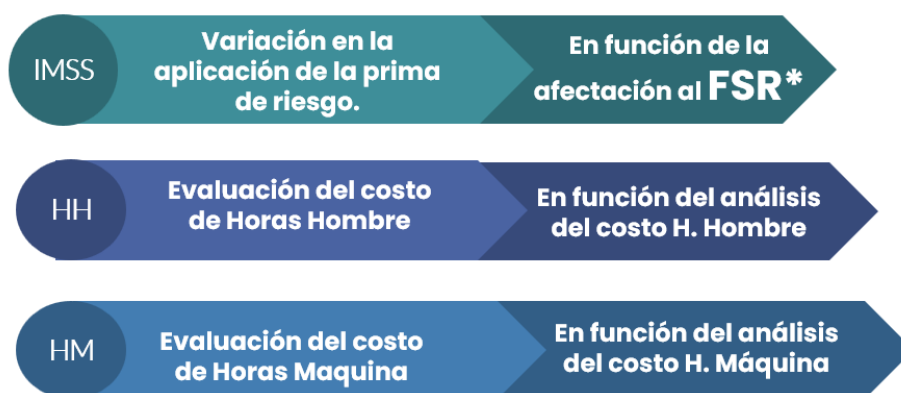 IMSS
Variación en la
aplicación de la prima
de riesgo.
En función de la
afectación al FSR*
HH
Evaluación del costo
de Horas Hombre
En función del análisis
del costo H. Hombre
HM
Evaluación del costo
de Horas Maquina
En función del análisis
del costo H. Máquina